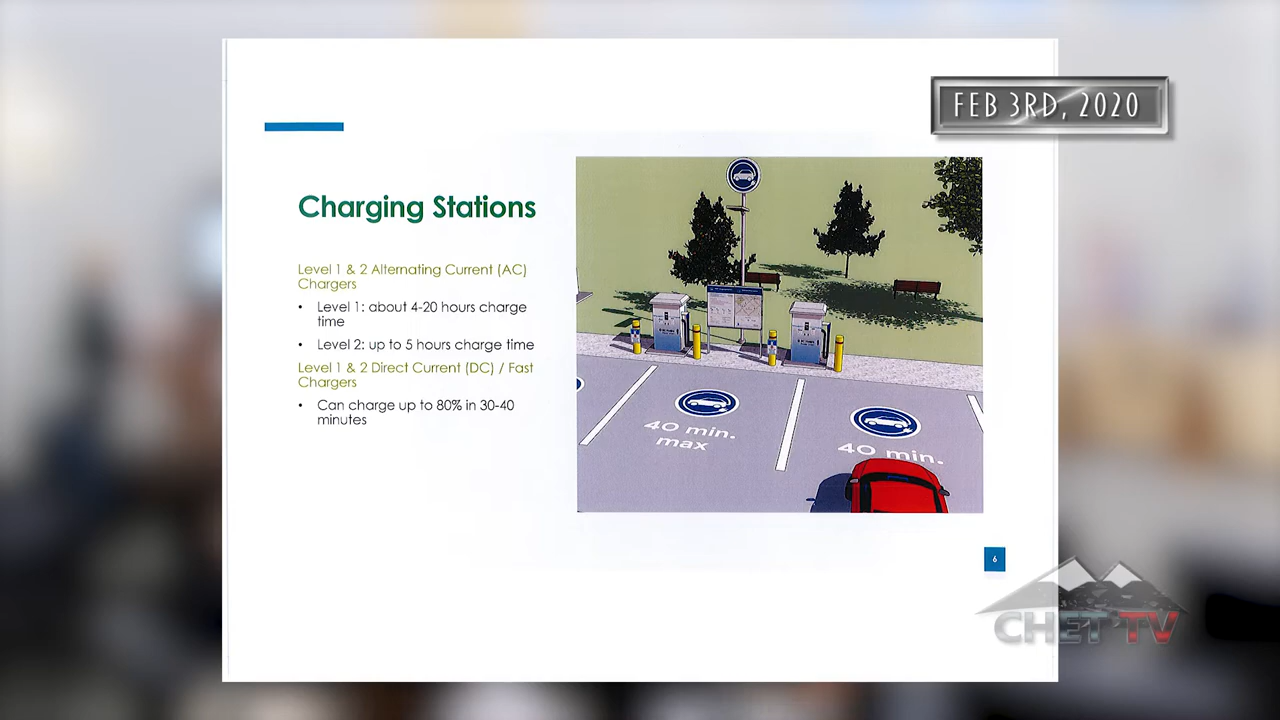 FEB 3RD, 2020
Charging Stations
Level 1 & 2 Alternating Current (AC)
Chargers
• Level 1: about 4-20 hours charge
time
• Level 2: up to 5 hours charge time
Level 1 & 2 Direct Current (DC) / Fast
Chargers
• Can charge up to 80% in 30-40
minutes
40 min.
max
40 min.
6
CHET TV